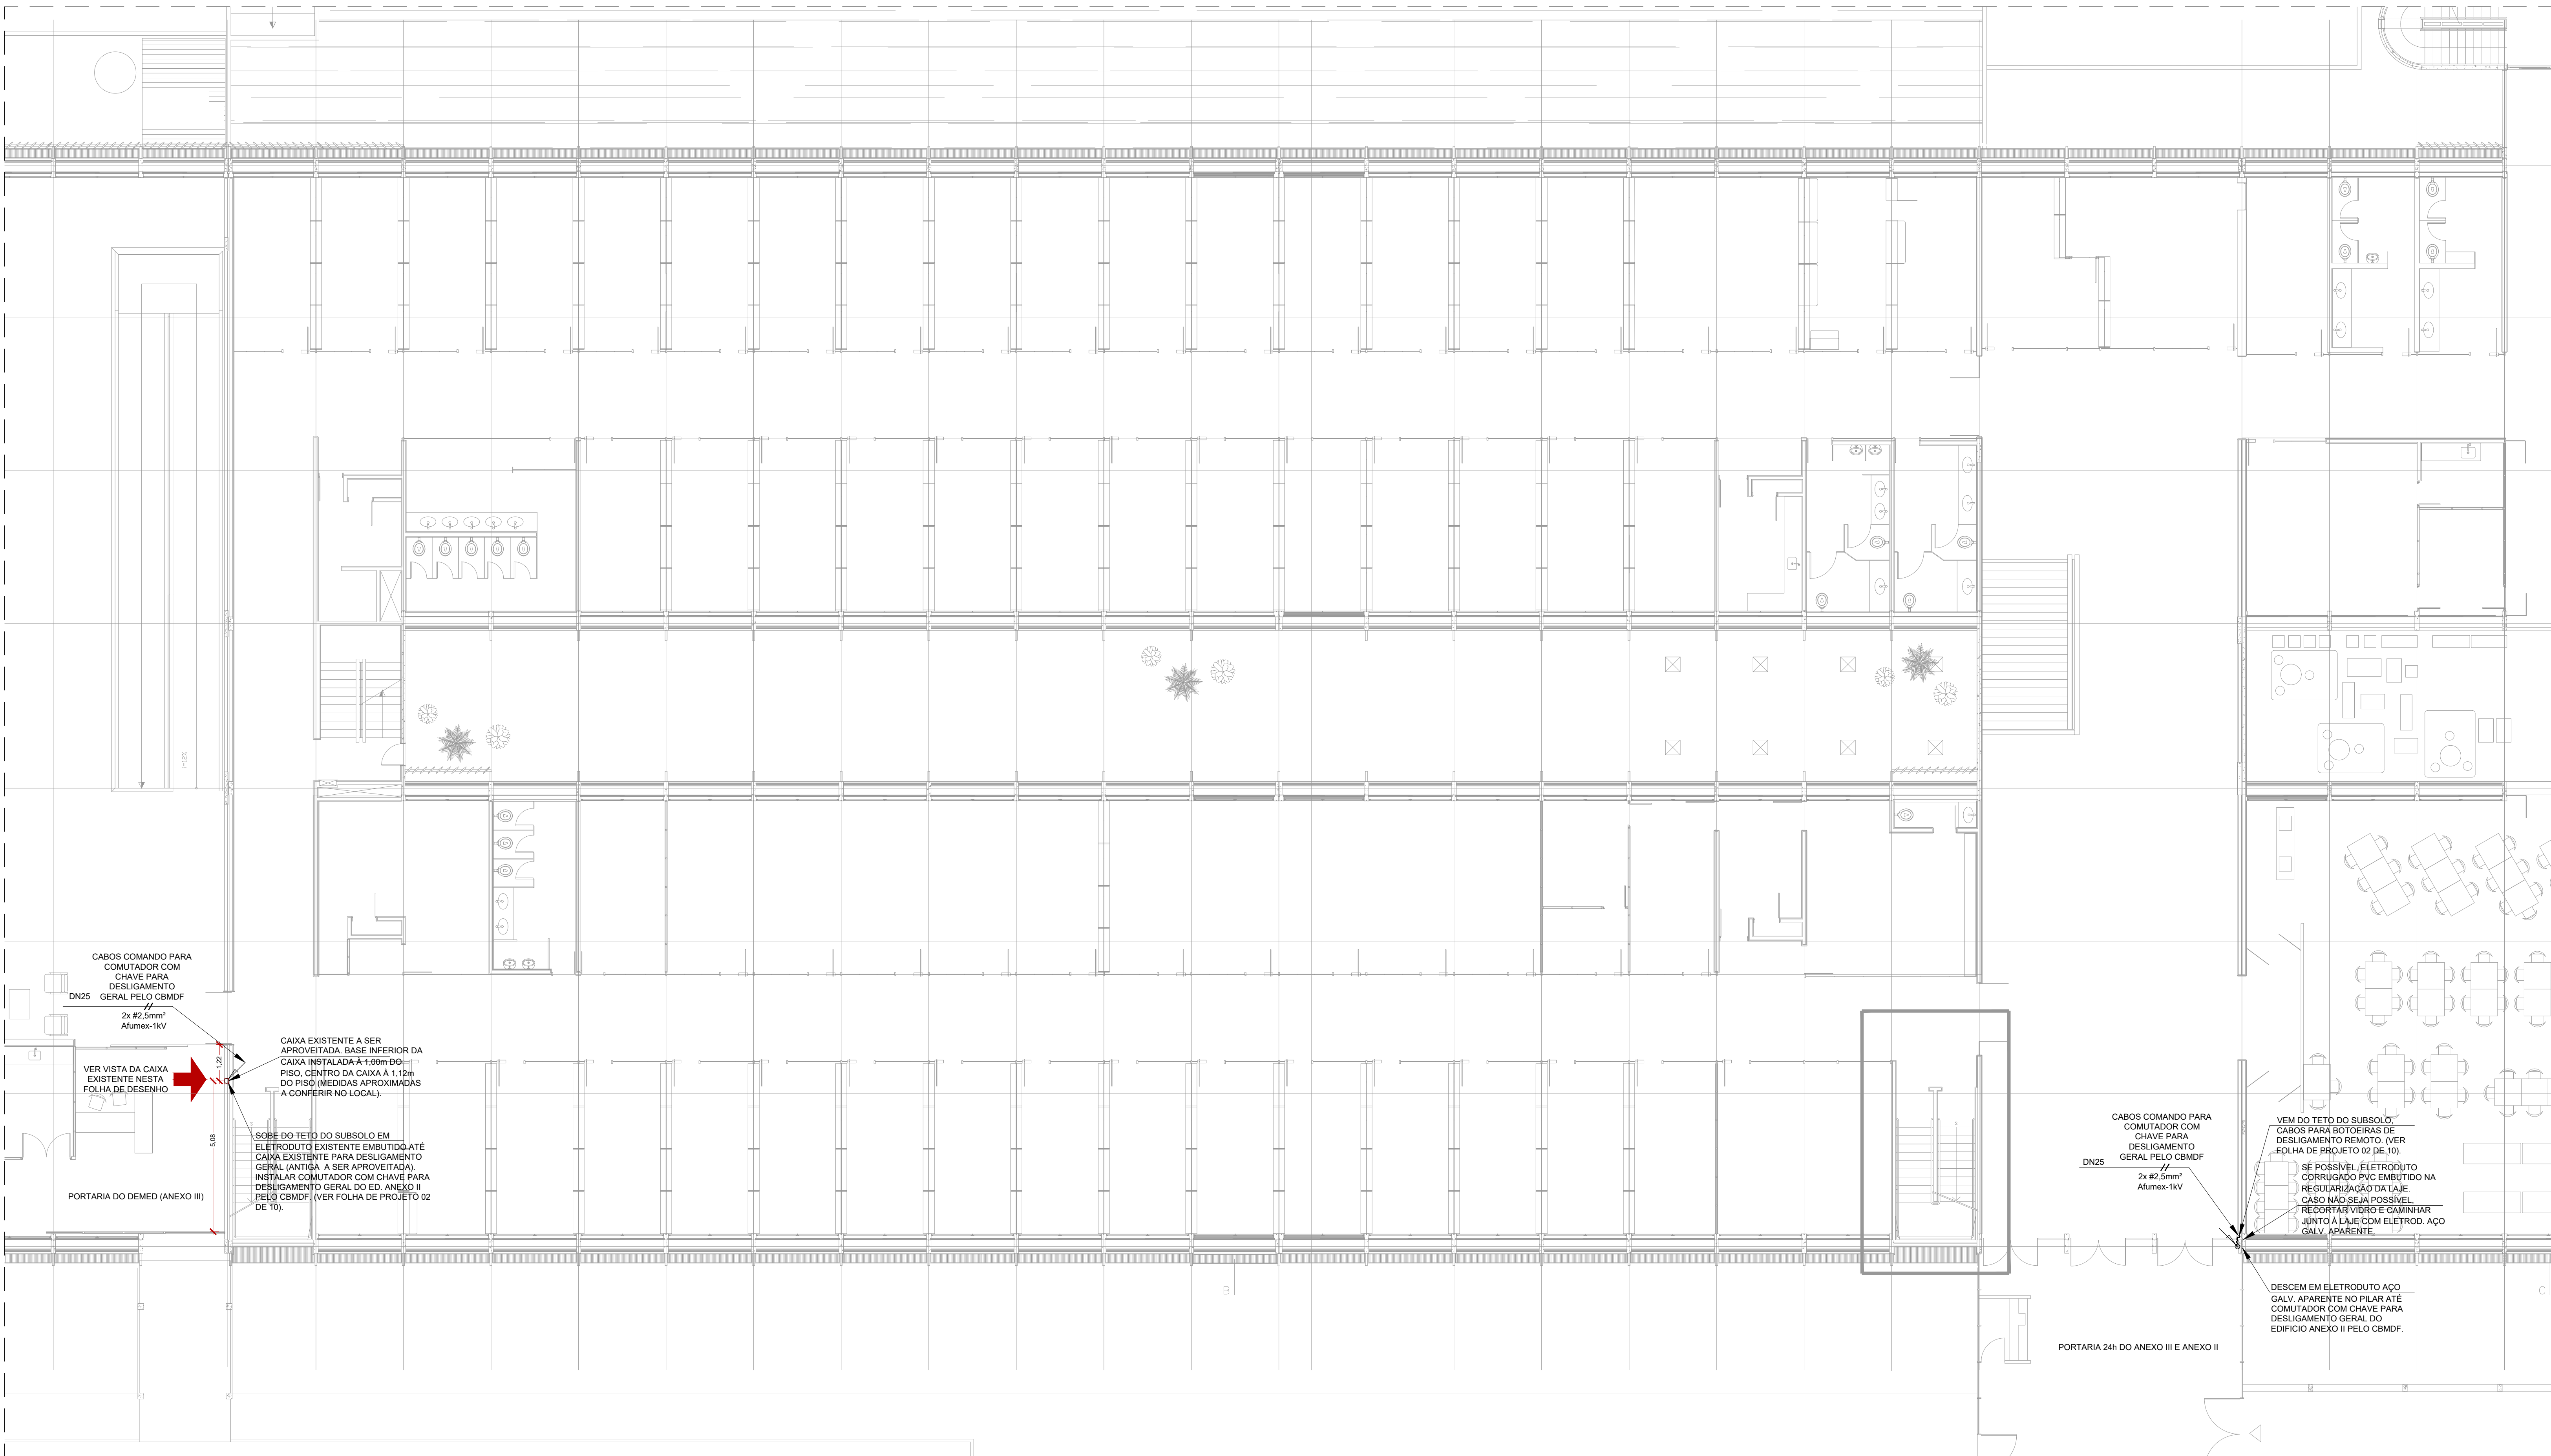 i=12%
CABOS COMANDO PARA
COMUTADOR COM
CHAVE PARA
DESLIGAMENTO
GERAL PELO CBMDF
DN25
2x #2,5mm²
Afumex-1kV
1,22
5,08
VER VISTA DA CAIXA
EXISTENTE NESTA
FOLHA DE DESENHO
CAIXA EXISTENTE A SER
APROVEITADA. BASE INFERIOR DA
CAIXA INSTALADA À 1,00m DO
PISO, CENTRO DA CAIXA À 1,12m
DO PISO (MEDIDAS APROXIMADAS
A CONFERIR NO LOCAL).
SOBE DO TETO DO SUBSOLO EM
ELETRODUTO EXISTENTE EMBUTIDO ATÉ
CAIXA EXISTENTE PARA DESLIGAMENTO
GERAL (ANTIGA A SER APROVEITADA).
INSTALAR COMUTADOR COM CHAVE PARA
DESLIGAMENTO GERAL DO ED. ANEXO II
PELO CBMDF. (VER FOLHA DE PROJETO 02
DE 10).
PORTARIA DO DEMED (ANEXO III)
B
CABOS COMANDO PARA
COMUTADOR COM
CHAVE PARA
DESLIGAMENTO
GERAL PELO CBMDF
DN25
2x #2,5mm²
Afumex-1kV
VEM DO TETO DO SUBSOLO,
CABOS PARA BOTOEIRAS DE
DESLIGAMENTO REMOTO. (VER
FOLHA DE PROJETO 02 DE 10).
SE POSSÍVEL, ELETRODUTO
CORRUGADO PVC EMBUTIDO NA
REGULARIZAÇÃO DA LAJE.
CASO NÃO SEJA POSSÍVEL,
RECORTAR VIDRO E CAMINHAR
JUNTO À LAJE COM ELETROD. AÇO
GALV. APARENTE,
DESCEM EM ELETRODUTO AÇO
GALV. APARENTE NO PILAR ATÉ
COMUTADOR COM CHAVE PARA
DESLIGAMENTO GERAL DO
EDIFICIO ANEXO II PELO CBMDF.
C
PORTARIA 24h DO ANEXO III E ANEXO II